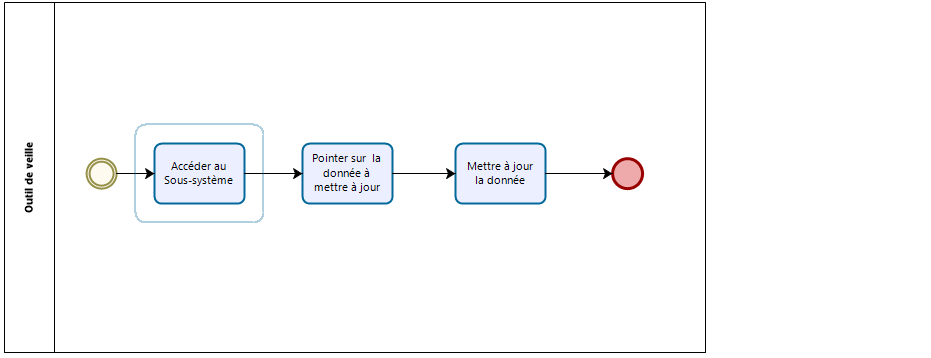 Outil de veille
Accéder au
Sous-système
Pointer sur la
donnée à
mettre à jour
Mettre à jour
la donnée